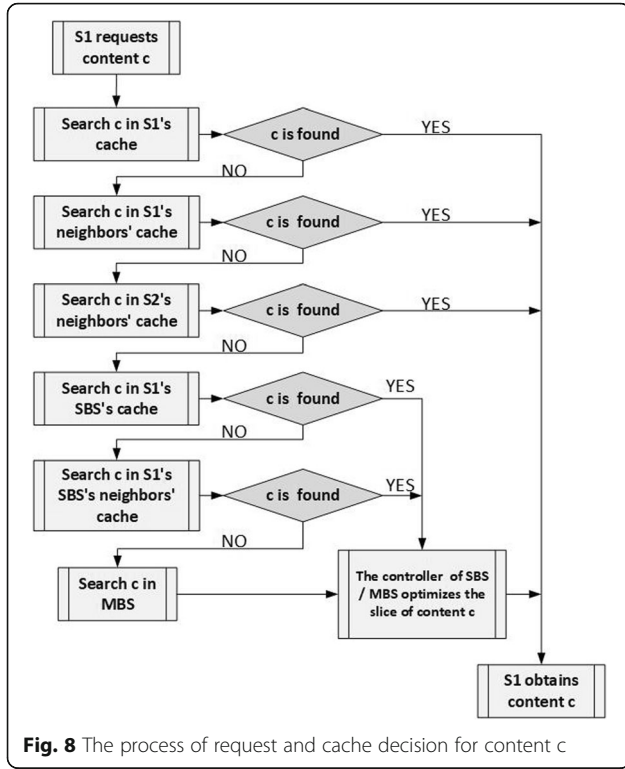 S1 requests
content c
Search c in S1's
cache
c is found
YES
NO
Search c in S1's
neighbors' cache
c is found
YES
NO
Search c in S2's
neighbors' cache
c is found
YES
NO
Search c in S1's
SBS's cache
c is found
YES
NO
Search c in S1's
SBS's neighbors'
cache
c is found
YES
NO
Search c in
MBS
The controller of SBS
/ MBS optimizes the
slice of content c
S1 obtains
content c
Fig. 8 The process of request and cache decision for content c